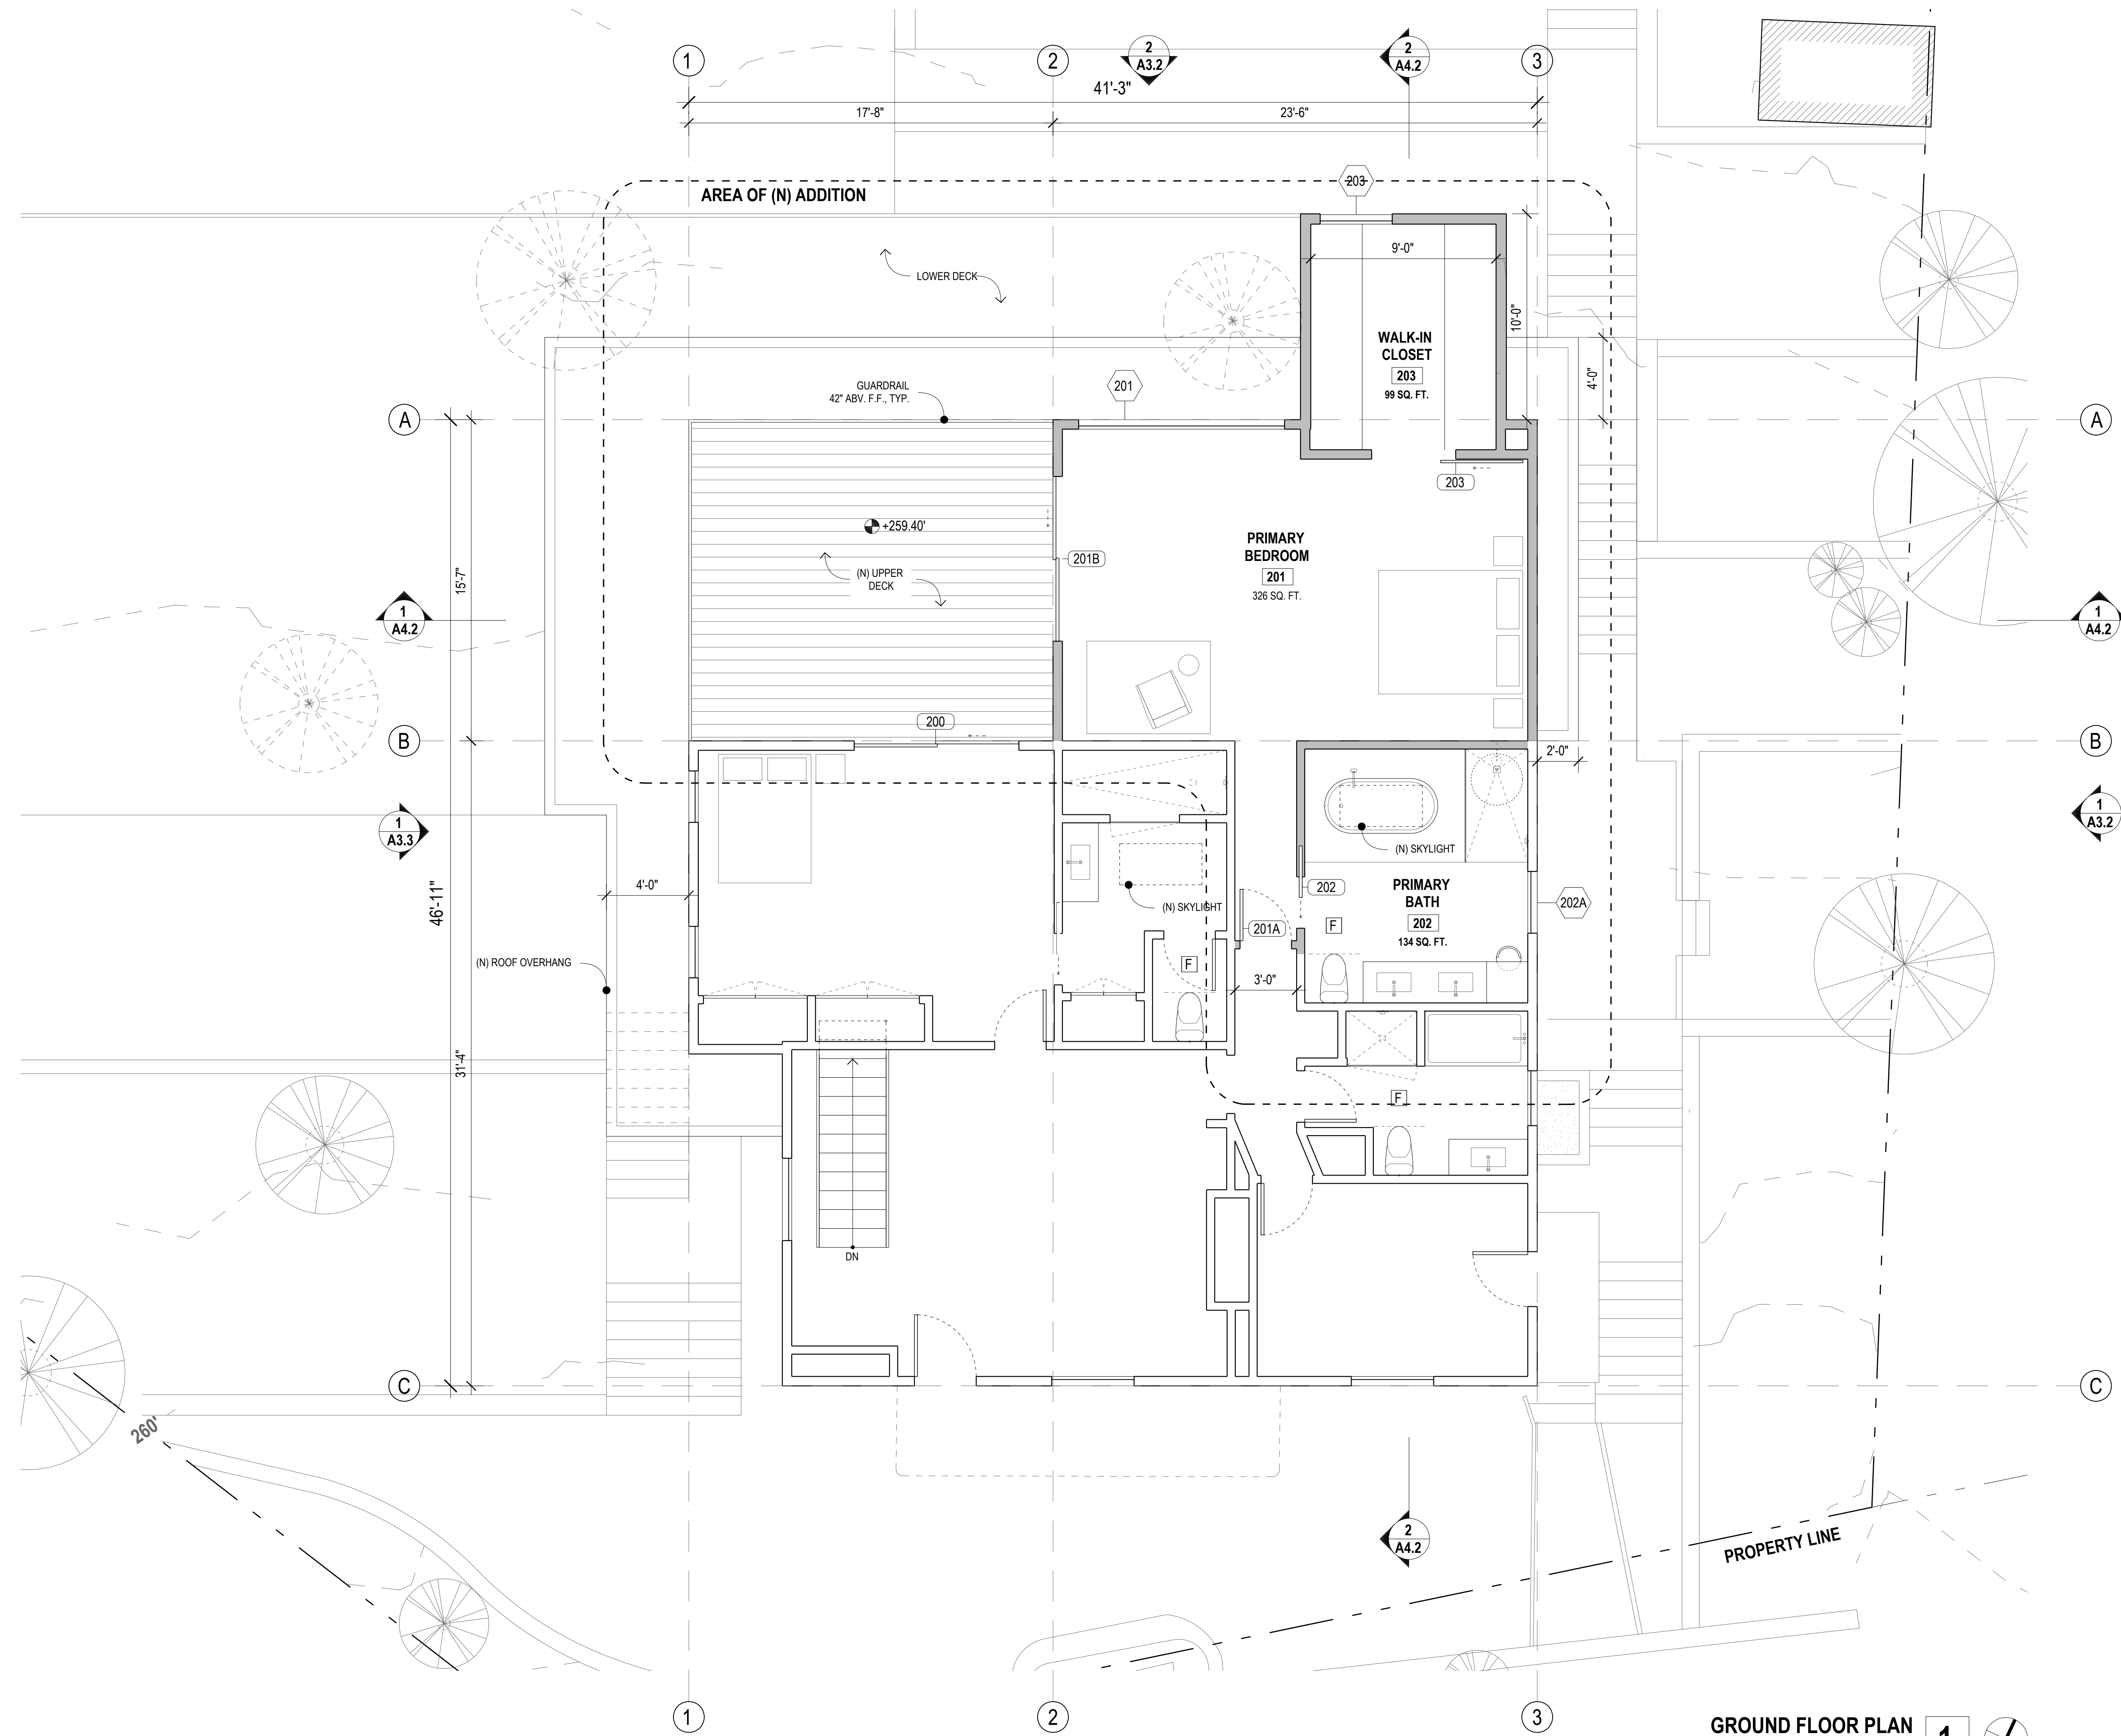 1
2
2
A3.2
2
A4.2
3
41'-3"
17'-8"
23'-6"
AREA OF (N) ADDITION
203
9'-0"
LOWER DECK
10'-0"
WALK-IN
CLOSET
203
99 SQ. FT.
4'-0"
GUARDRAIL
42" ABV. F.F., TYP.
201
A
A
203
+259.40'
PRIMARY
BEDROOM
201
326 SQ. FT.
201B
(N) UPPER
DECK
15'-7"
1
A4.2
1
A4.2
200
B
B
2'-0"
1
A3.3
1
A3.2
(N) SKYLIGHT
4'-0"
46'-11"
PRIMARY
BATH
202
134 SQ. FT.
202
202A
(N) SKYLIGHT
201A
F
F
(N) ROOF OVERHANG
3'-0"
31'-4"
F
DN
C
C
260'
2
A4.2
PROPERTY LINE
1
2
3
GROUND FLOOR PLAN
1